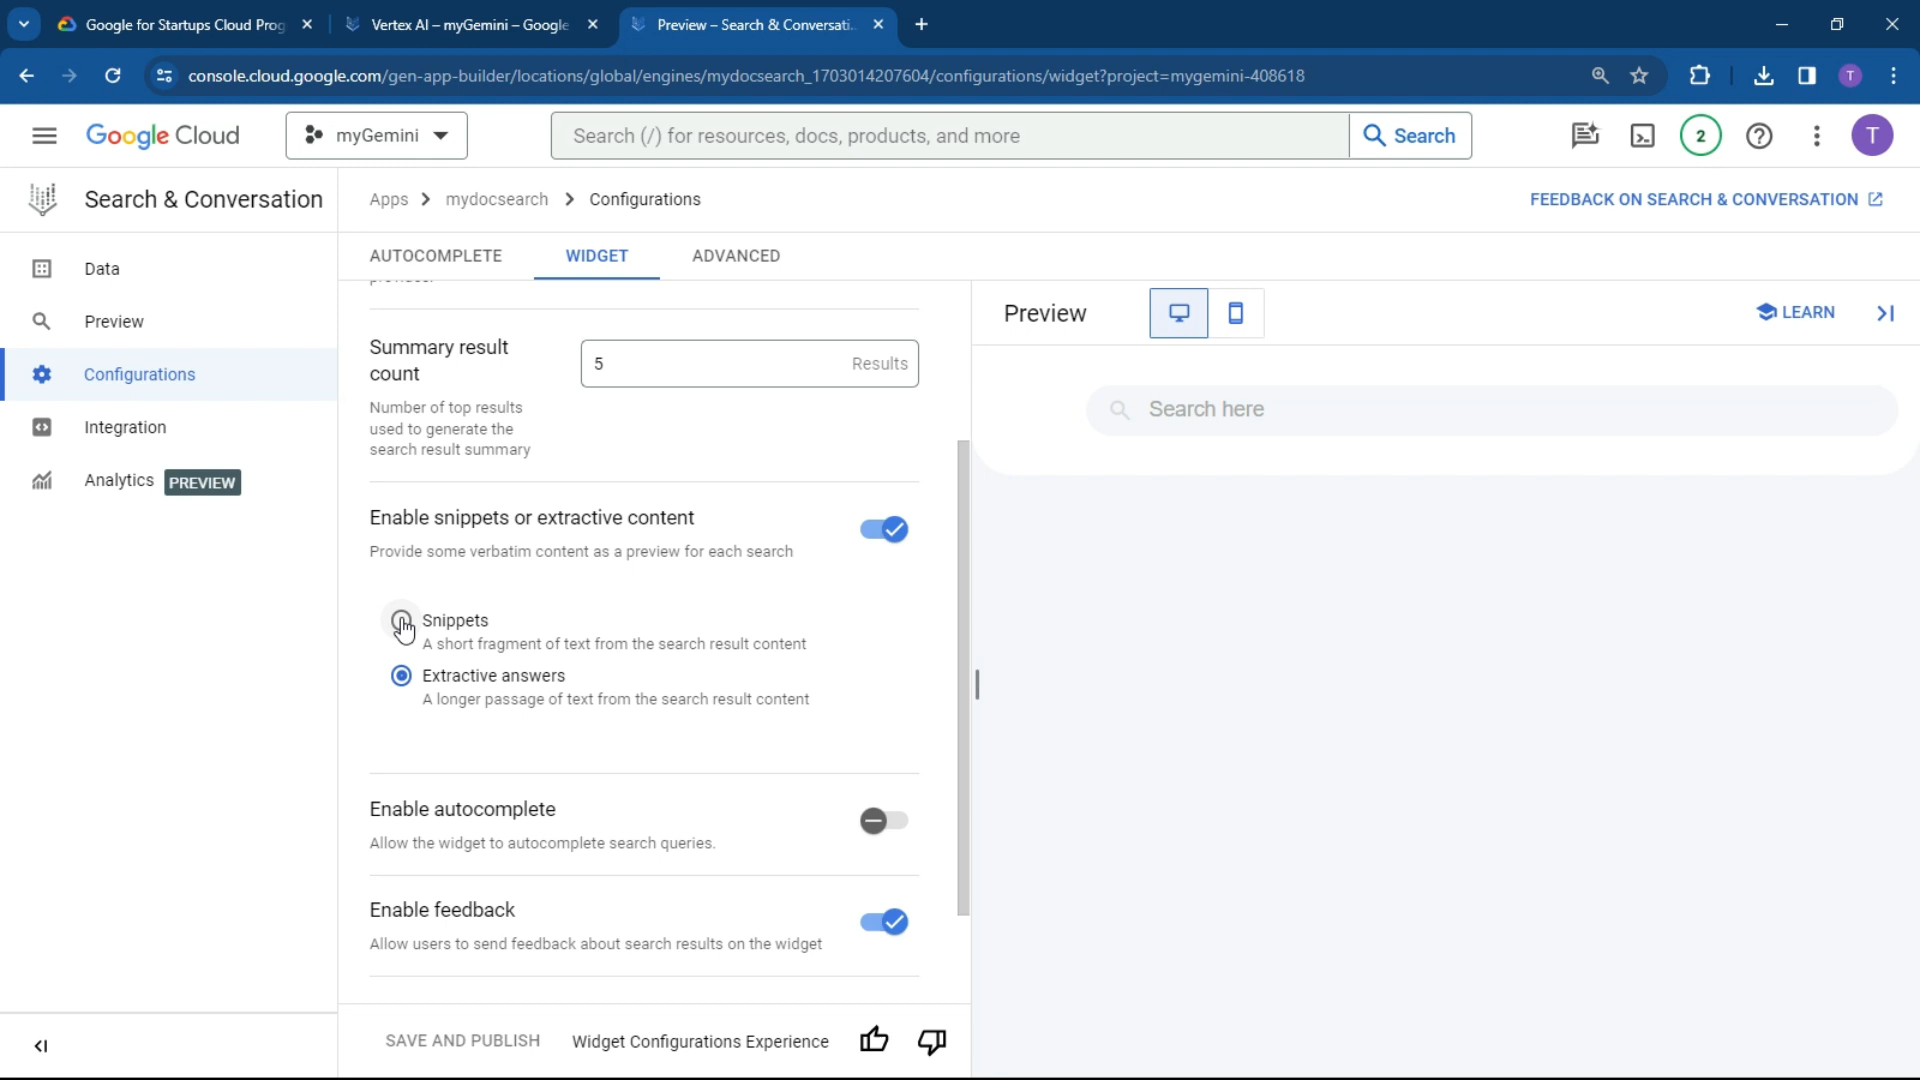 Google for Startups Cloud Prog
Vertex AI – myGemini – Google
Preview – Search & Conversati..
console.cloud.google.com/gen-app-builder/locations/global/engines/mydocsearch_1703014207604/configurations/widget?project=mygemini-408618
T
Google Cloud
myGemini
Search (/) for resources, docs, products, and more
Search
2
T
Search & Conversation
Apps
mydocsearch
Configurations
FEEDBACK ON SEARCH & CONVERSATION
Data
Preview
Configurations
Integration
Analytics PREVIEW
AUTOCOMPLETE
WIDGET
ADVANCED
Summary result
count
5
Results
Number of top results
used to generate the
search result summary
Enable snippets or extractive content
Provide some verbatim content as a preview for each search
Snippets
A short fragment of text from the search result content
Extractive answers
A longer passage of text from the search result content
Enable autocomplete
Allow the widget to autocomplete search queries.
Enable feedback
Allow users to send feedback about search results on the widget
SAVE AND PUBLISH
Widget Configurations Experience
Preview
LEARN
Search here